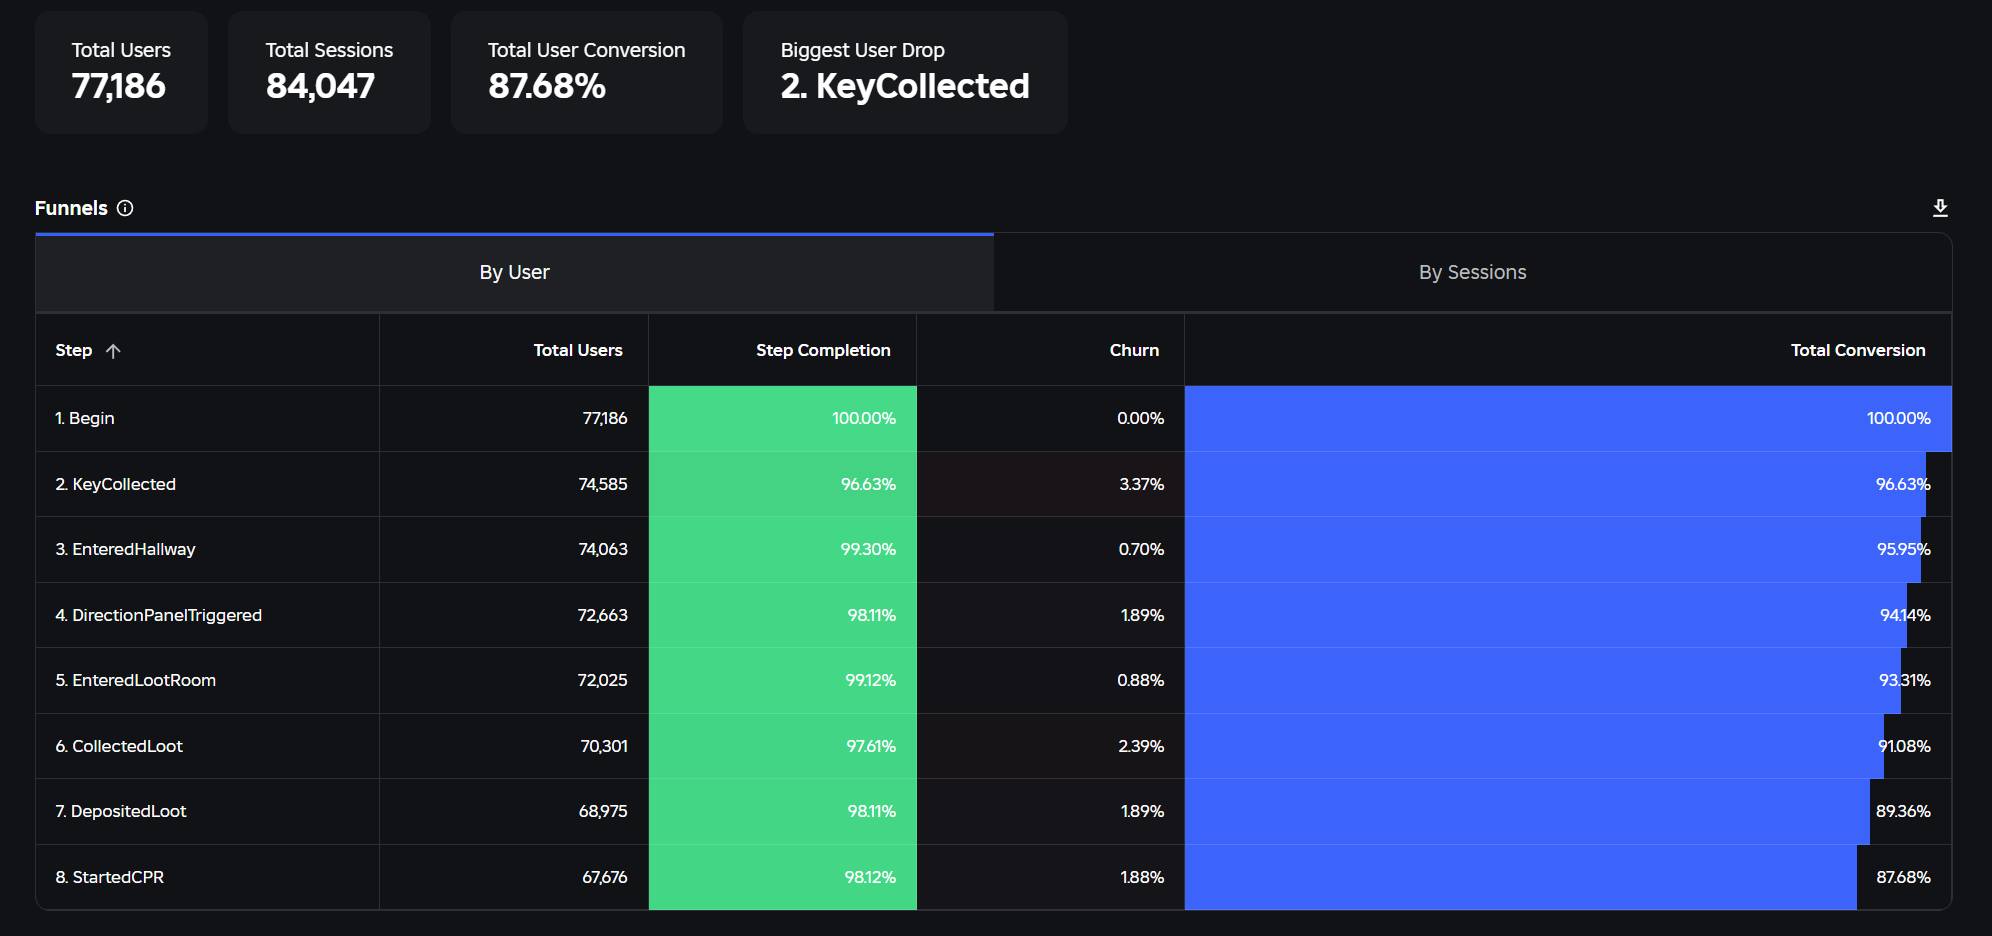 Total Users
77,186
Total Sessions
84,047
Total User Conversion
87.68%
Biggest User Drop
2. KeyCollected
Funnels
By User By Sessions
Step Total Users Step Completion Churn Total Conversion
1. Begin 77,186 100.00% 0.00% 100.00%
2. KeyCollected 74,585 96.63% 3.37% 96.63%
3. EnteredHallway 74,063 99.30% 0.70% 95.95%
4. DirectionPanelTriggered 72,663 98.11% 1.89% 94.14%
5. EnteredLootRoom 72,025 99.12% 0.88% 93.31%
6. CollectedLoot 70,301 97.61% 2.39% 91.08%
7. DepositedLoot 68,975 98.11% 1.89% 89.36%
8. StartedCPR 67,676 98.12% 1.88% 87.68%